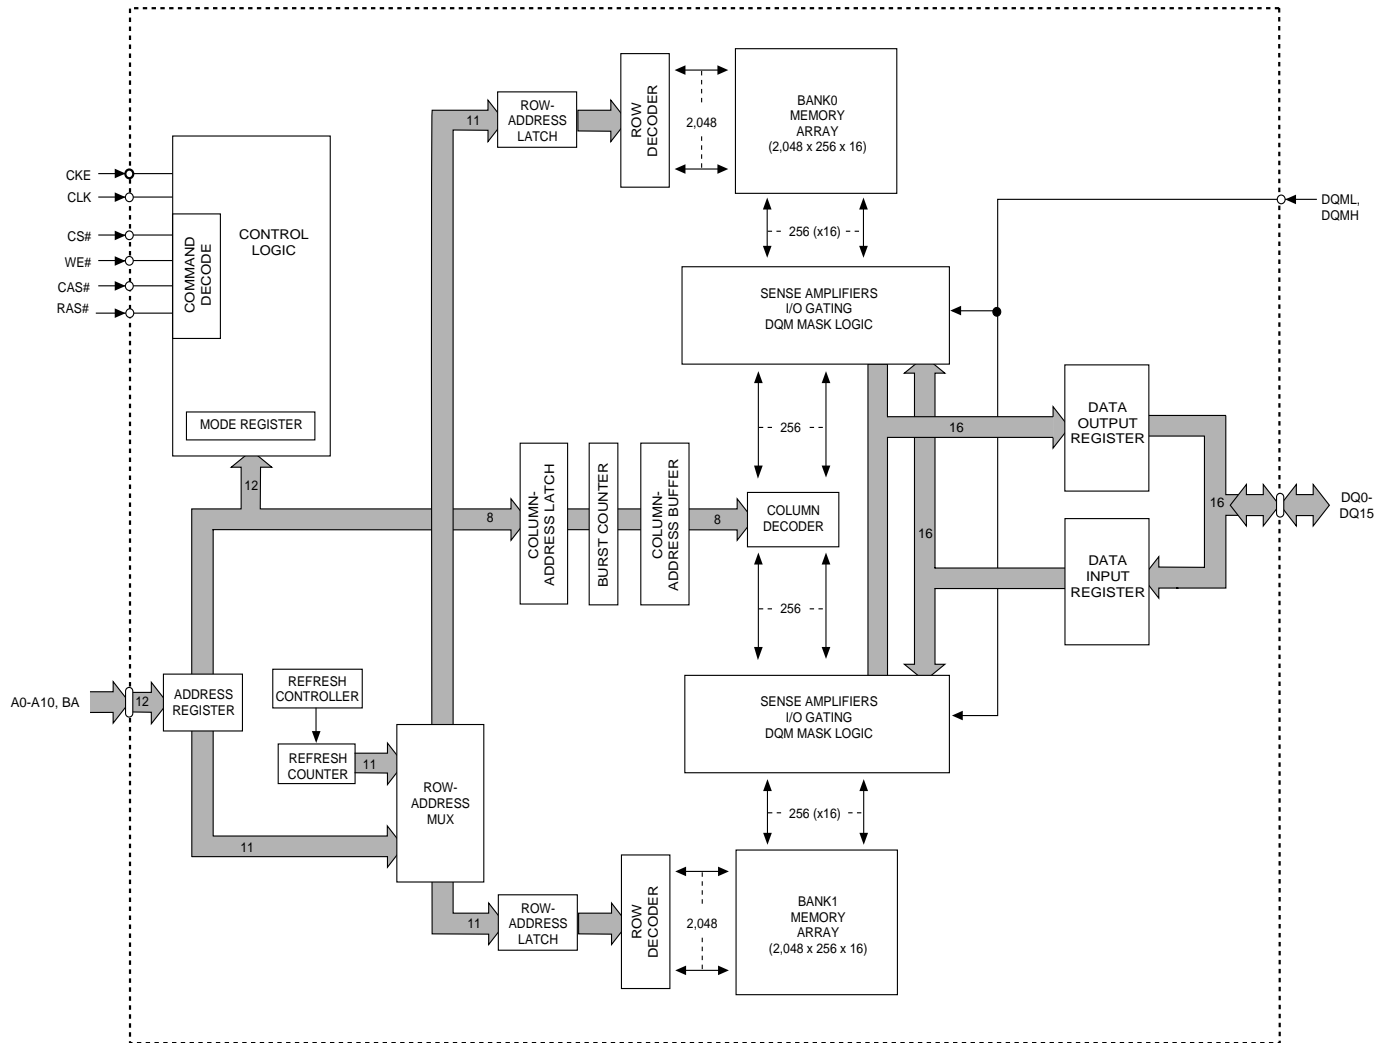 CKE
CLK
CS#
WE#
CAS#
RAS#
COMMAND
DECODE
CONTROL
LOGIC
MODE REGISTER
12
11
ROW-
ADDRESS
LATCH
ROW
DECODER
2,048
BANK0
MEMORY
ARRAY
(2,048 x 256 x 16)
256 (x16)
SENSE AMPLIFIERS
I/O GATING
DQM MASK LOGIC
DQML,
DQMH
256
16
DATA
OUTPUT
REGISTER
8
COLUMN-
ADDRESS LATCH
BURST COUNTER
COLUMN-
ADDRESS BUFFER
8
COLUMN
DECODER
16
16
DQ0-
DQ15
DATA
INPUT
REGISTER
256
A0-A10, BA
12
ADDRESS
REGISTER
REFRESH
CONTROLLER
REFRESH
COUNTER
11
ROW-
ADDRESS
MUX
11
SENSE AMPLIFIERS
I/O GATING
DQM MASK LOGIC
256 (x16)
11
ROW-
ADDRESS
LATCH
ROW
DECODER
2,048
BANK1
MEMORY
ARRAY
(2,048 x 256 x 16)